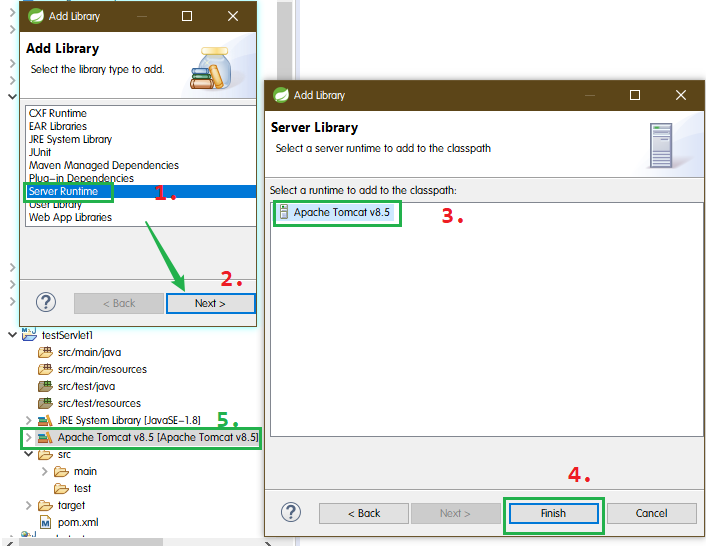 Add Library
Add Library
Select the library type to add.
CXF Runtime
EAR Libraries
JRE System Library
JUnit
Maven Managed Dependencies
Plug-in Dependencies
Server Runtime
User Library
Web App Libraries
1.
2.
?
< Back
Next >
Add Library
Server Library
Select a server runtime to add to the classpath
Select a runtime to add to the classpath:
Apache Tomcat v8.5
3.
4.
?
< Back
Next >
Finish
Cancel
testServlet1
src/main/java
src/main/resources
src/test/java
src/test/resources
JRE System Library [JavaSE-1.8]
5.
Apache Tomcat v8.5 [Apache Tomcat v8.5]
src
main
test
target
pom.xml